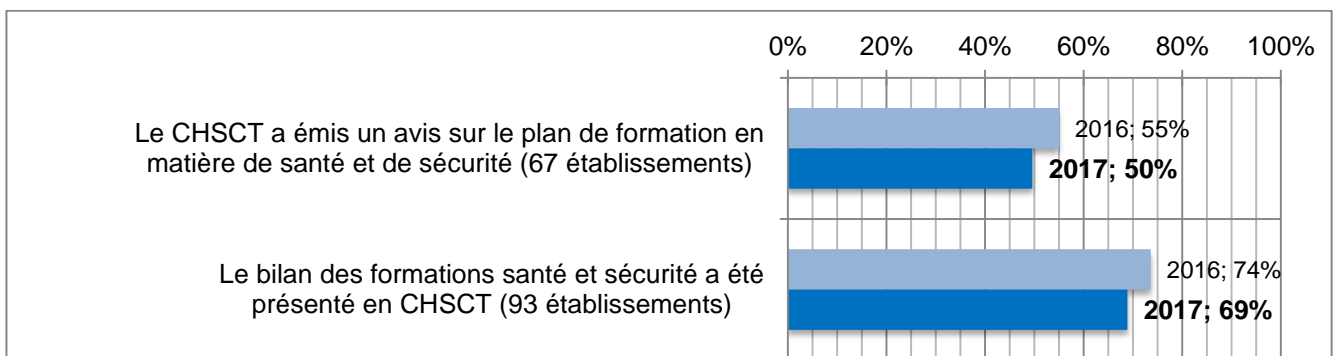 0% 20% 40% 60% 80% 100%
Le CHSCT a émis un avis sur le plan de formation en
matière de santé et de sécurité (67 établissements)
2016; 55%
2017; 50%
Le bilan des formations santé et sécurité a été
présenté en CHSCT (93 établissements)
2016; 74%
2017; 69%